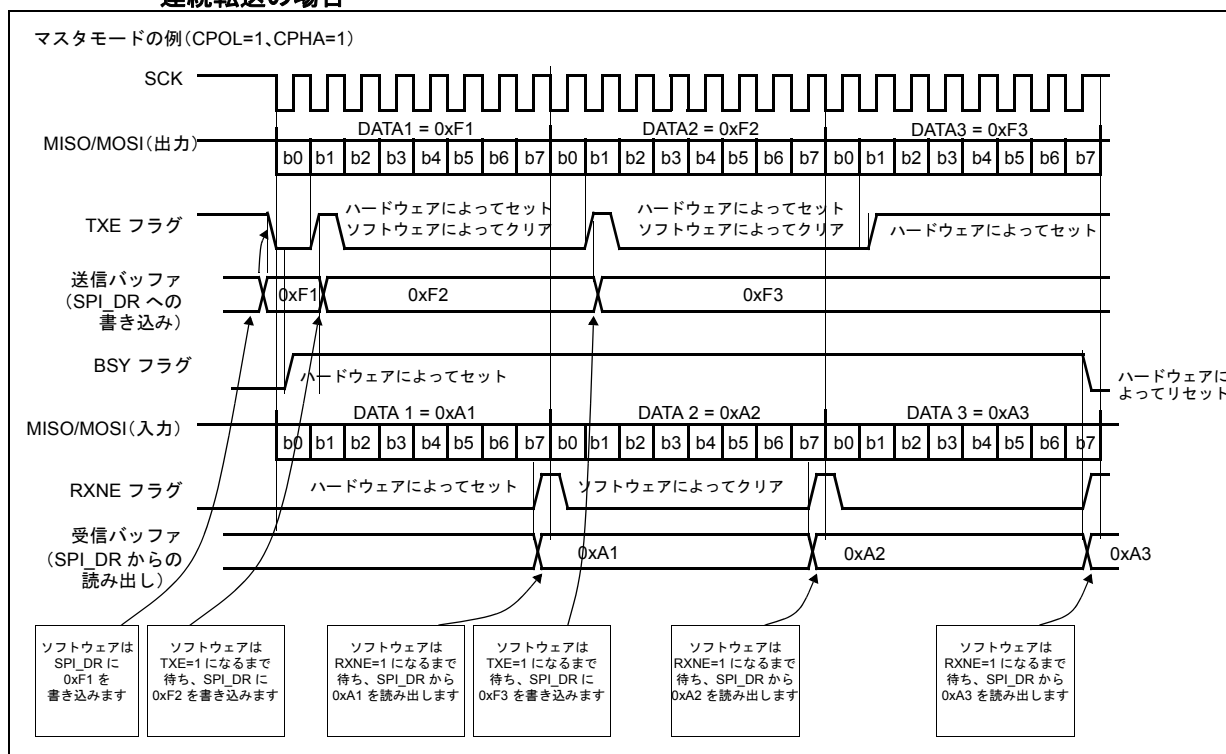 連続転送の場合
マスタモードの例(CPOL=1、CPHA=1)
SCK
DATA1 = 0xF1 DATA2 = 0xF2 DATA3 = 0xF3
MISO/MOSI(出力)
b0 b1 b2 b3 b4 b5 b6 b7 b0 b1 b2 b3 b4 b5 b6 b7 b0 b1 b2 b3 b4 b5 b6 b7
TXE フラグ
ハードウェアによってセット
ソフトウェアによってクリア
ハードウェアによってセット
ソフトウェアによってクリア
ハードウェアによってセット
送信バッファ
(SPI_DR への
書き込み)
0xF1 0xF2 0xF3
BSY フラグ
ハードウェアによってセット
ハードウェアに
よってリセット
DATA 1 = 0xA1 DATA 2 = 0xA2 DATA 3 = 0xA3
MISO/MOSI(入力)
b0 b1 b2 b3 b4 b5 b6 b7 b0 b1 b2 b3 b4 b5 b6 b7 b0 b1 b2 b3 b4 b5 b6 b7
RXNE フラグ
ハードウェアによってセット
ソフトウェアによってクリア
受信バッファ
(SPI_DR からの
読み出し)
0xA1 0xA2 0xA3
ソフトウェアは
SPI_DR に
0xF1 を
書き込みます
ソフトウェアは
TXE=1 になるまで
待ち、SPI_DR に
0xF2 を書き込みます
ソフトウェアは
RXNE=1 になるまで
待ち、SPI_DR から
0xA1 を読み出します
ソフトウェアは
TXE=1 になるまで
待ち、SPI_DR に
0xF3 を書き込みます
ソフトウェアは
RXNE=1 になるまで
待ち、SPI_DR から
0xA2 を読み出します
ソフトウェアは
RXNE=1 になるまで
待ち、SPI_DR から
0xA3 を読み出します